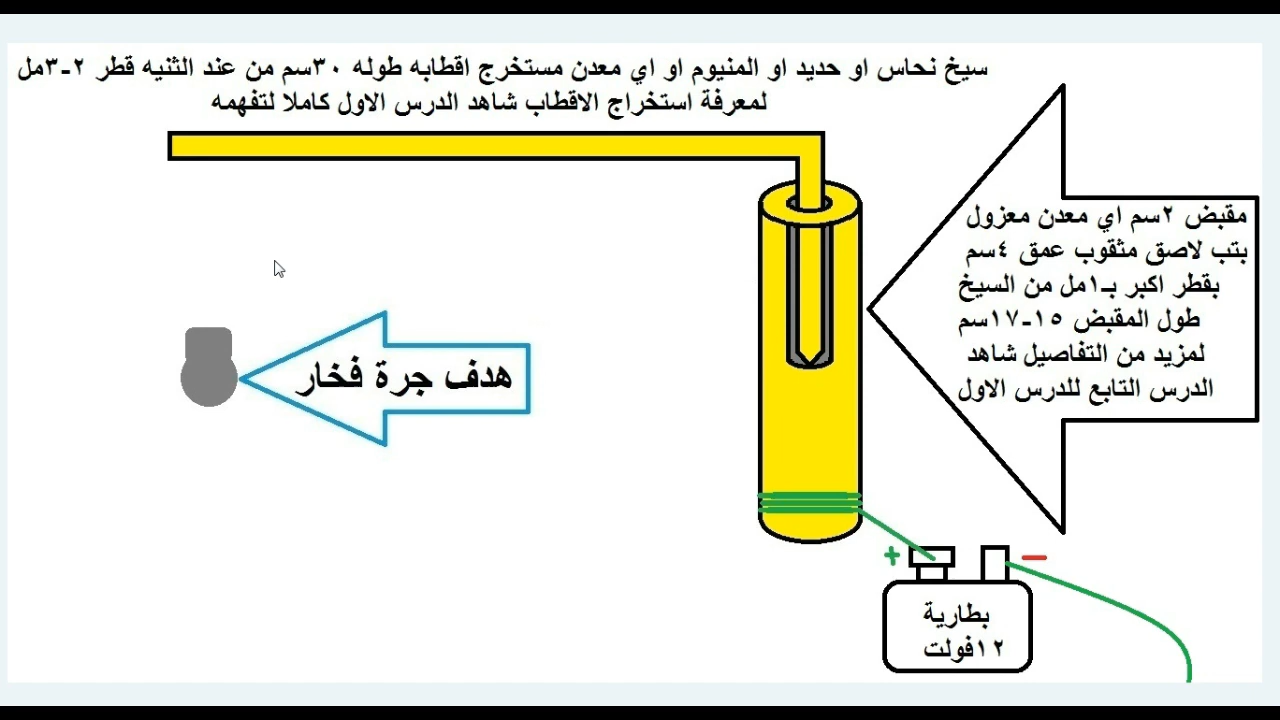 سيخ نحاس او حديد او المنيوم او اي معدن مستخرج اقطابه طوله ٣٠سم من عند الثنيه قطر ٢-٣مل
لمعرفة استخراج الاقطاب شاهد الدرس الاول كاملا لتفهمه
مقبض ٢سم اي معدن معزول
بتب لاصق مثقوب عمق ٤سم
بقطر اكبر بـ١مل من السيخ
طول المقبض ١٥-١٧سم
لمزيد من التفاصيل شاهد
الدرس التابع للدرس الاول
هدف جرة فخار
+ −
بطارية
١٢فولت